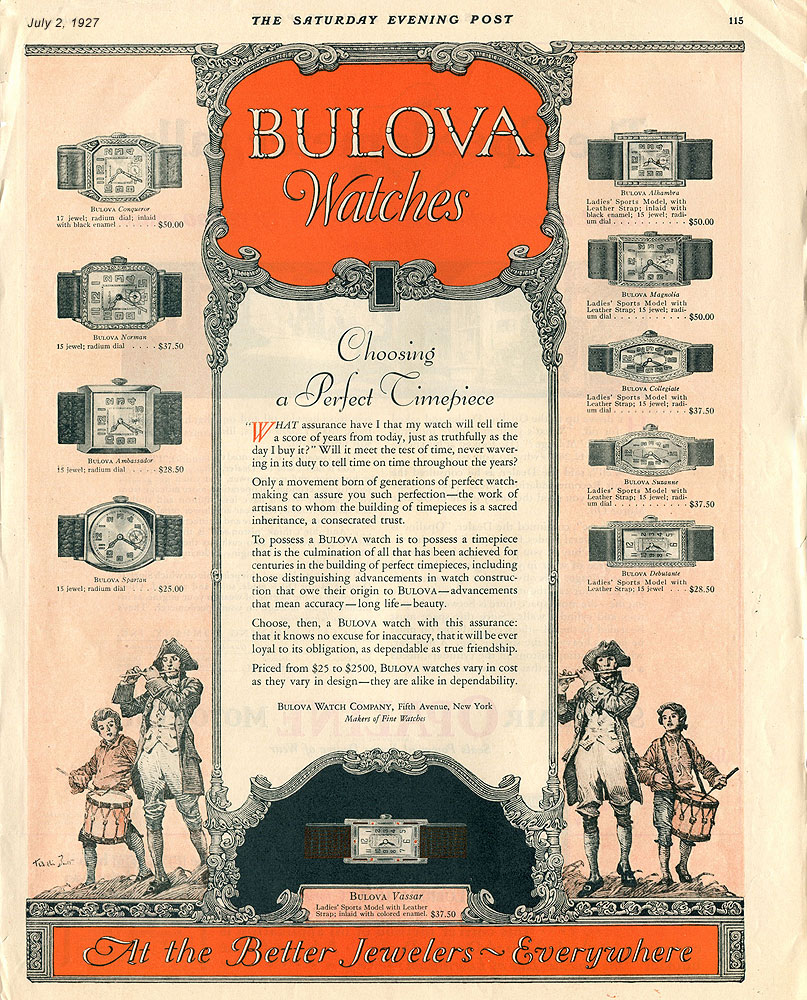 July 2, 1927
THE SATURDAY EVENING POST
115
BULOVA
Watches
BULOVA Conqueror
17 jewel; radium dial; inlaid
with black enamel . . . . . . $50.00
BULOVA Norman
15 jewel; radium dial . . . . $37.50
BULOVA Ambassador
15 jewel; radium dial . . . . $28.50
BULOVA Spartan
15 jewel; radium dial . . . . $25.00
BULOVA Alhambra
Ladies' Sports Model, with
Leather Strap; inlaid with
black enamel; 15 jewel; radi-
um dial . . . . . . . . . . . $50.00
BULOVA Magnolia
Ladies' Sports Model with
Leather Strap; 15 jewel; radi-
um dial . . . . . . . . . . . $50.00
BULOVA Collegiate
Ladies' Sports Model with
Leather Strap; 15 jewel; radi-
um dial . . . . . . . . . . . $37.50
BULOVA Suzanne
Ladies' Sports Model with
Leather Strap; 15 jewel; radi-
um dial . . . . . . . . . . . $37.50
BULOVA Debutante
Ladies' Sports Model with
Leather Strap; 15 jewel . . . $28.50
Choosing
a Perfect Timepiece
"WHAT assurance have I that my watch will tell time
a score of years from today, just as truthfully as the
day I buy it?" Will it meet the test of time, never waver-
ing in its duty to tell time on time throughout the years?
Only a movement born of generations of perfect watch-
making can assure you such perfection—the work of
artisans to whom the building of timepieces is a sacred
inheritance, a consecrated trust.
To possess a BULOVA watch is to possess a timepiece
that is the culmination of all that has been achieved for
centuries in the building of perfect timepieces, including
those distinguishing advancements in watch construc-
tion that owe their origin to BULOVA—advancements
that mean accuracy—long life—beauty.
Choose, then, a BULOVA watch with this assurance:
that it knows no excuse for inaccuracy, that it will be ever
loyal to its obligation, as dependable as true friendship.
Priced from $25 to $2500, BULOVA watches vary in cost
as they vary in design—they are alike in dependability.
BULOVA WATCH COMPANY, Fifth Avenue, New York
Makers of Fine Watches
BULOVA Vassar
Ladies' Sports Model with Leather
Strap; inlaid with colored enamel. $37.50
At the Better Jewelers ~ Everywhere